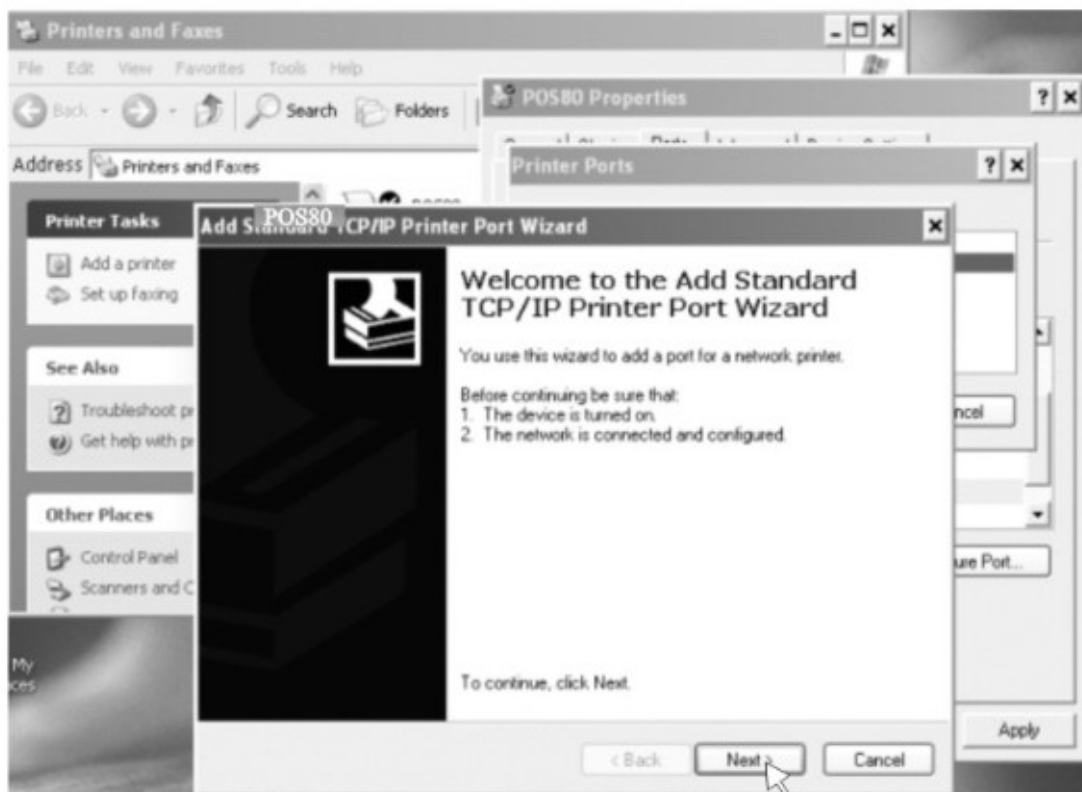 Printers and Faxes
File Edit View Favorites Tools Help
Back Search Folders
Address Printers and Faxes
POS80 Properties
Printer Ports
Printer Tasks
Add a printer
Set up faxing
See Also
Troubleshoot
Get help with
Other Places
Control Panel
Scanners and
My
POS80
Add Standard TCP/IP Printer Port Wizard
Welcome to the Add Standard
TCP/IP Printer Port Wizard
You use this wizard to add a port for a network printer.
Before continuing be sure that:
1. The device is turned on.
2. The network is connected and configured.
To continue, click Next.
< Back Next > Cancel
ncel
ure Port...
Apply